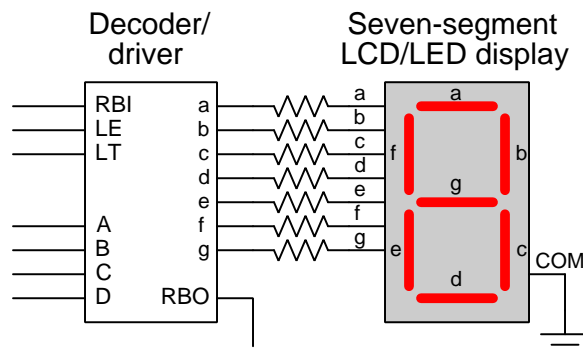 Decoder/
driver
Seven-segment
LCD/LED display
RBI
LE
LT
A
B
C
D
a
b
c
d
e
f
g
RBO
a
b
c
d
e
f
g
a
f
b
g
e
c
d
COM